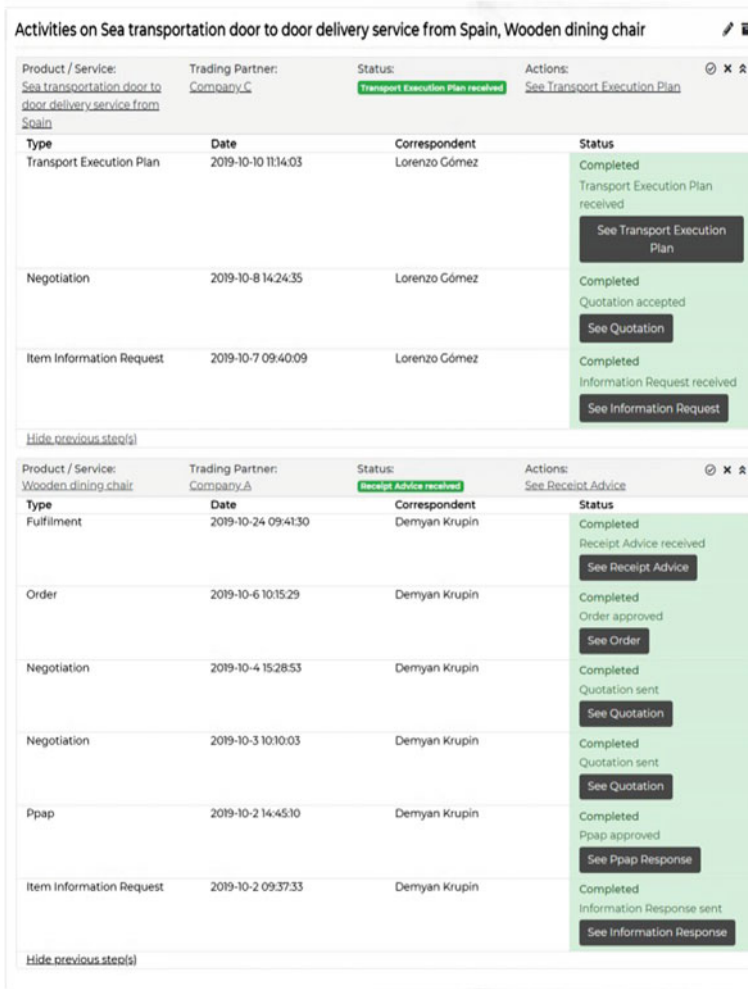 Activities on Sea transportation door to door delivery service from Spain, Wooden dining chair
Product / Service: Trading Partner: Status: Actions:
Sea transportation door to Company C Transport Execution Plan received See Transport Execution Plan
door delivery service from
Spain
Type Date Correspondent Status
Transport Execution Plan 2019-10-10 11:14:03 Lorenzo Gómez Completed
Transport Execution Plan
received
See Transport Execution
Plan
Negotiation 2019-10-8 14:24:35 Lorenzo Gómez Completed
Quotation accepted
See Quotation
Item Information Request 2019-10-7 09:40:09 Lorenzo Gómez Completed
Information Request received
See Information Request
Hide previous step(s)
Product / Service: Trading Partner: Status: Actions:
Wooden dining chair Company A Receipt Advice received See Receipt Advice
Type Date Correspondent Status
Fulfilment 2019-10-24 09:41:30 Demyan Krupin Completed
Receipt Advice received
See Receipt Advice
Order 2019-10-6 10:15:29 Demyan Krupin Completed
Order approved
See Order
Negotiation 2019-10-4 15:28:53 Demyan Krupin Completed
Quotation sent
See Quotation
Negotiation 2019-10-3 10:10:03 Demyan Krupin Completed
Quotation sent
See Quotation
Ppap 2019-10-2 14:45:10 Demyan Krupin Completed
Ppap approved
See Ppap Response
Item Information Request 2019-10-2 09:37:33 Demyan Krupin Completed
Information Response sent
See Information Response
Hide previous step(s)